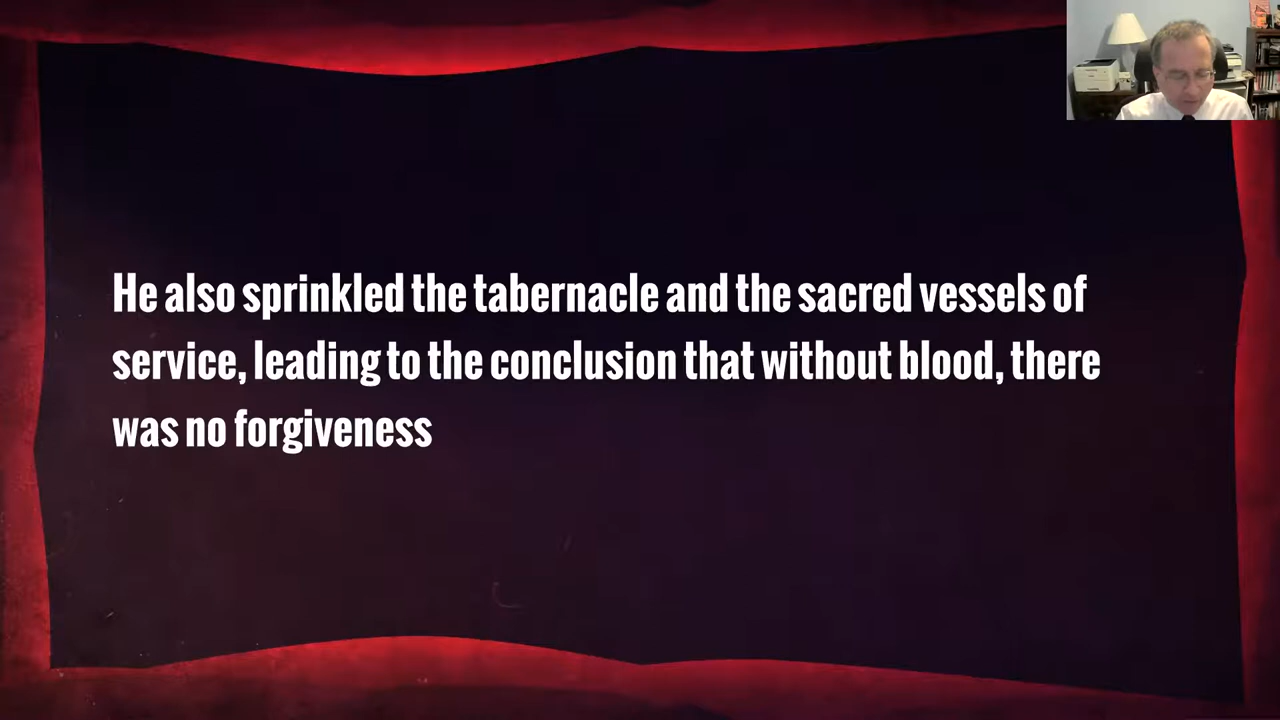 He also sprinkled the tabernacle and the sacred vessels of
service, leading to the conclusion that without blood, there
was no forgiveness